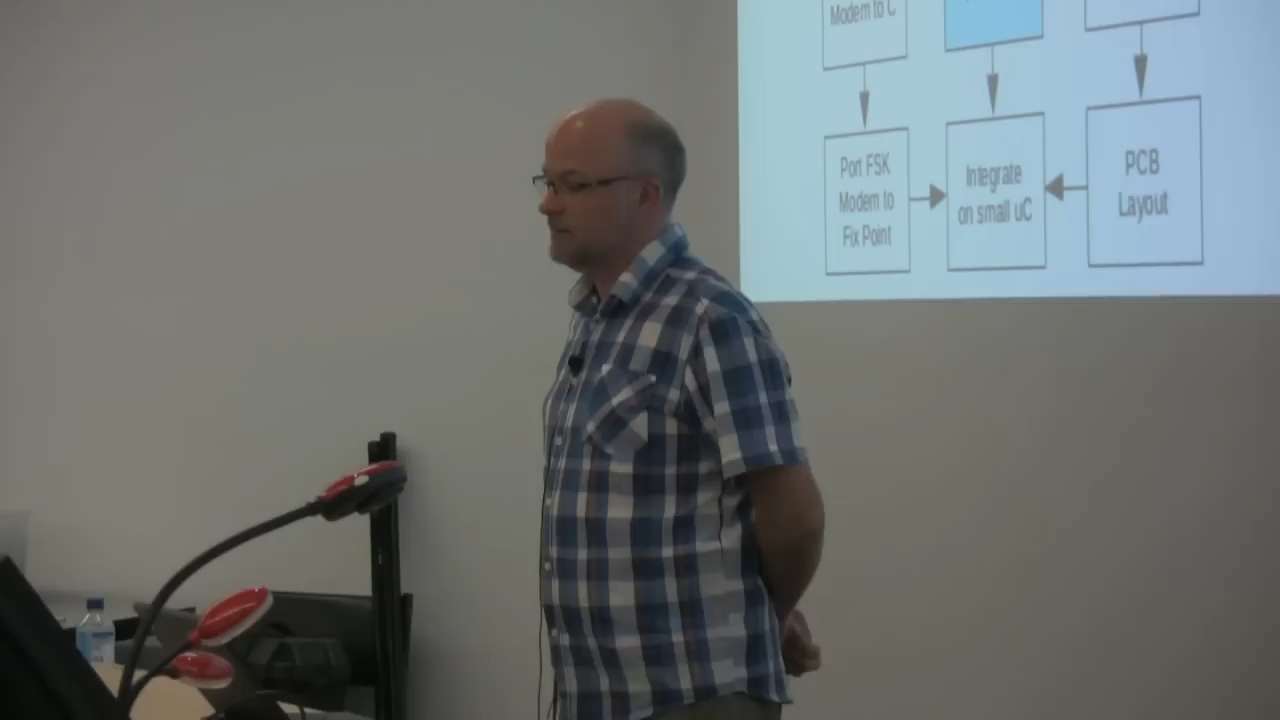 Modem to C
Port FSK
Modem to
Fix Point
Integrate
on small uC
PCB
Layout